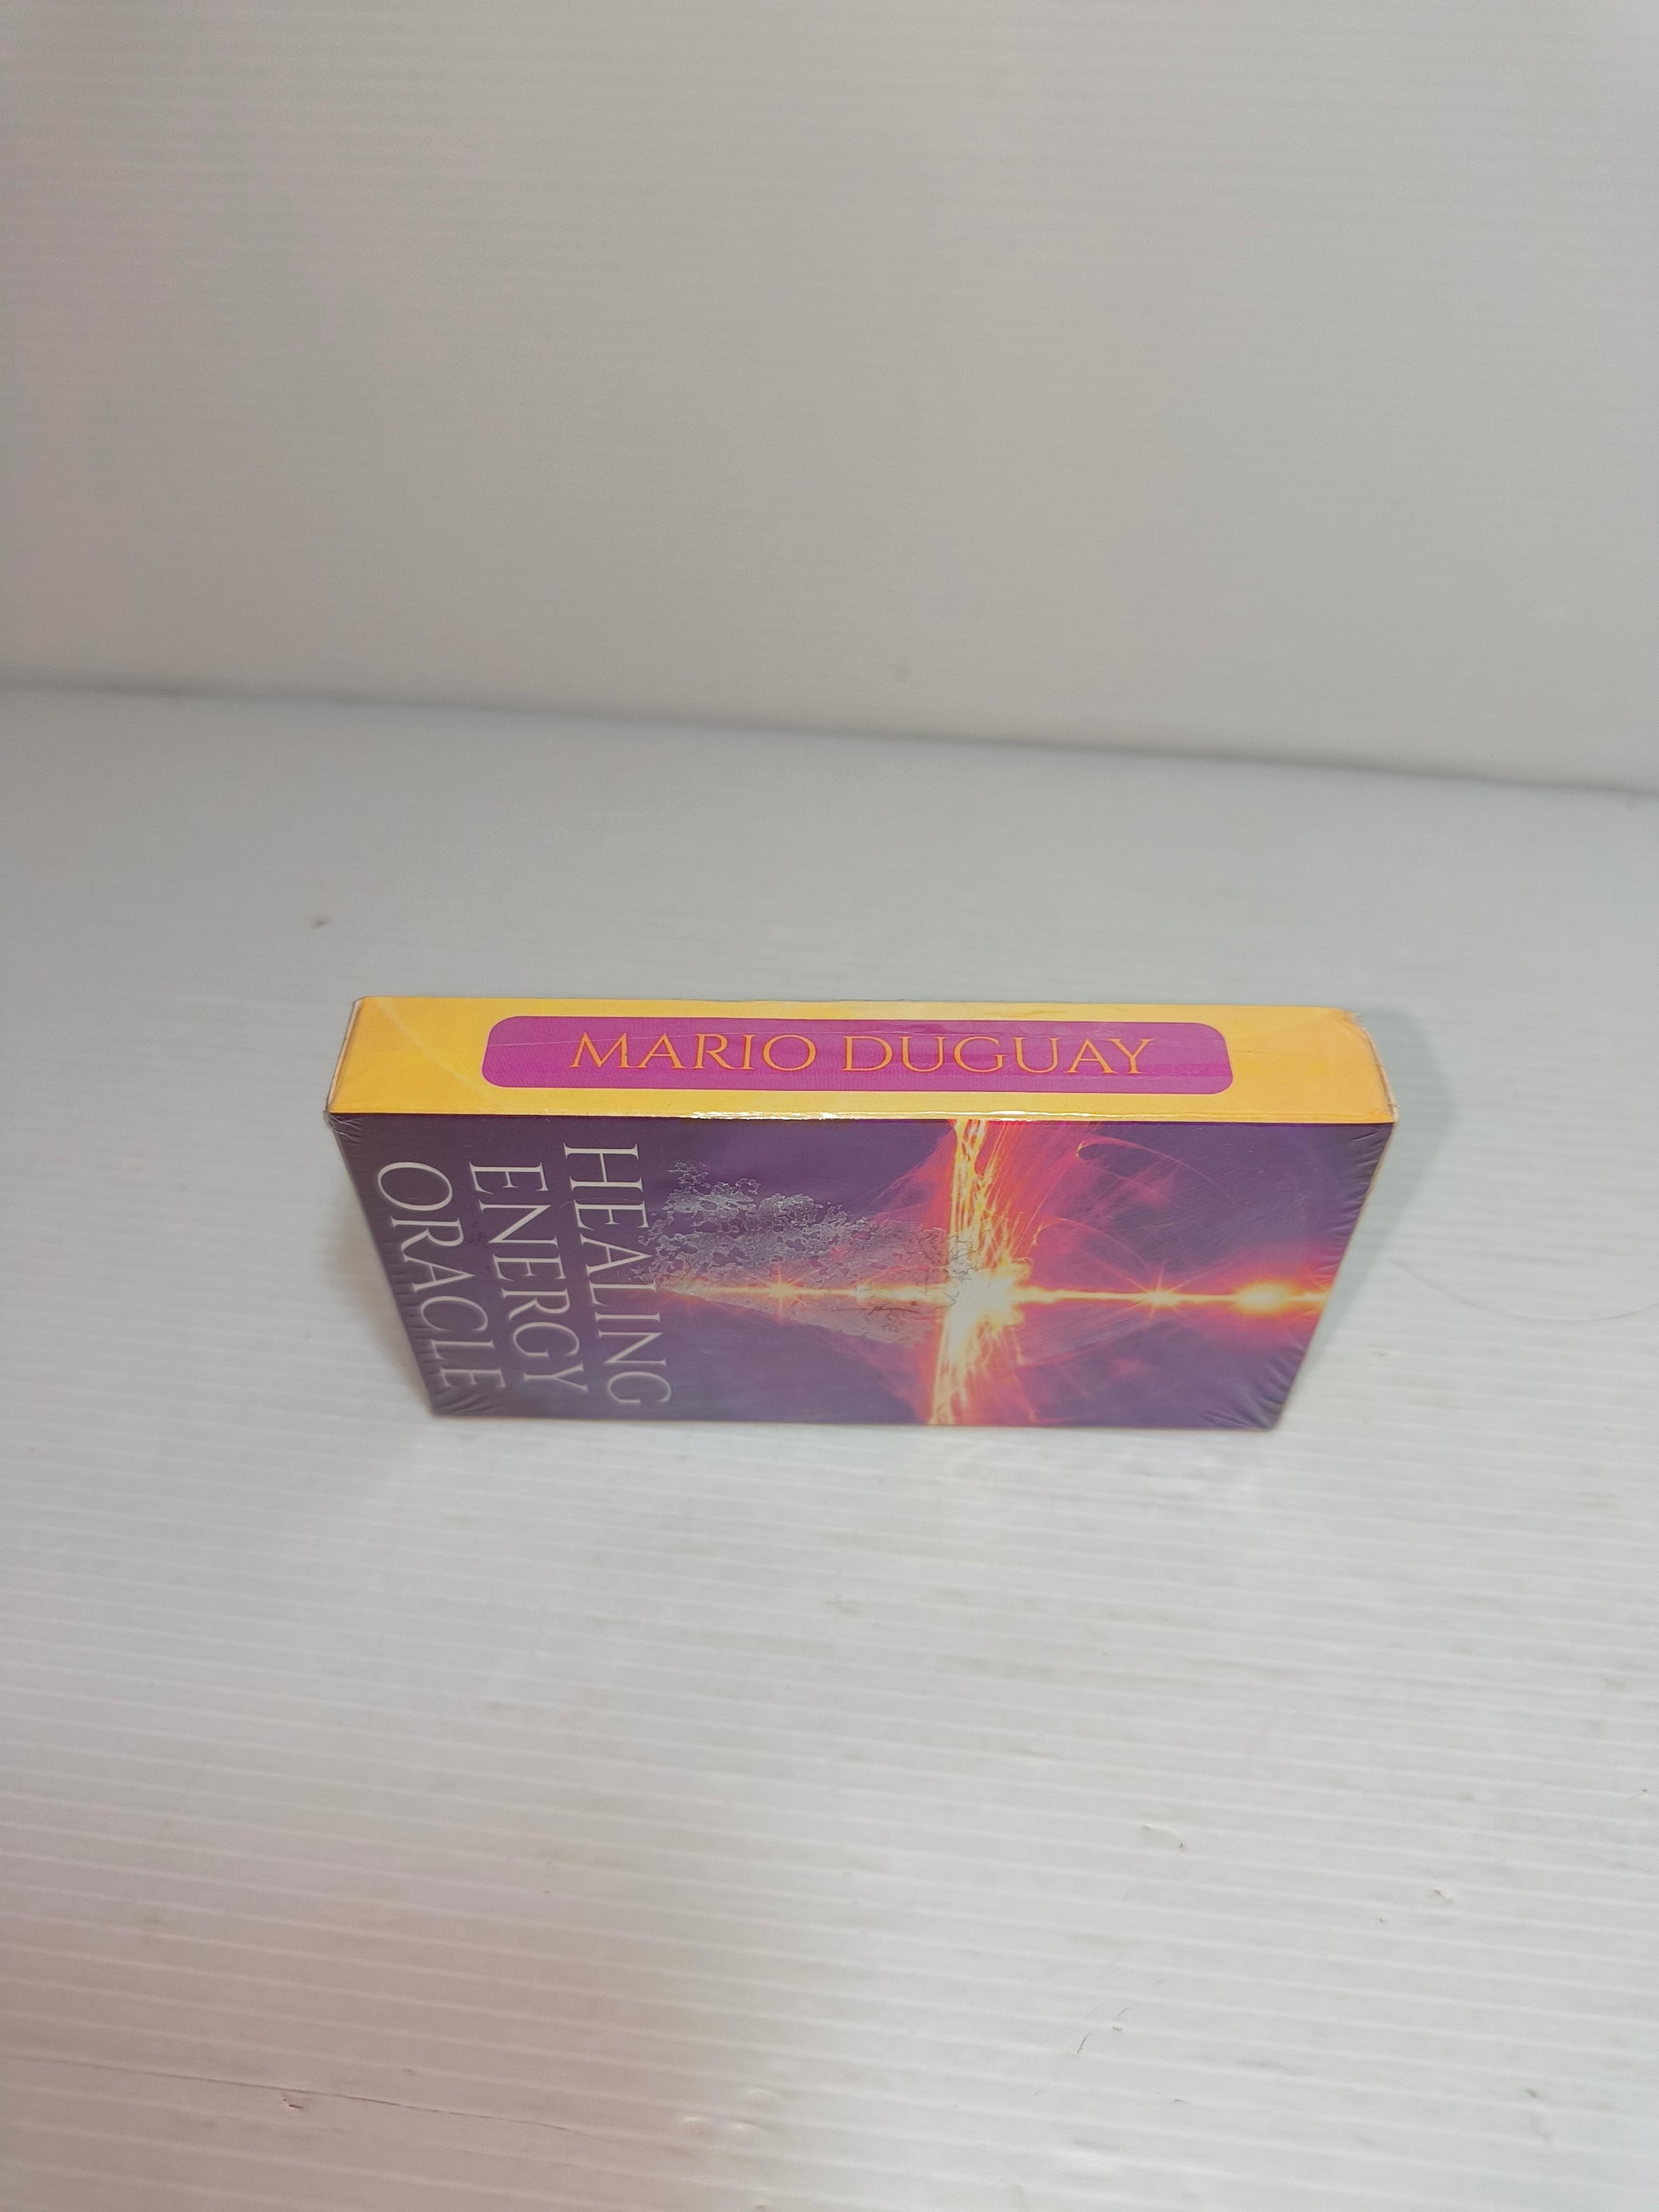 MARIO DUGUAY
HEALING
ENERGY
ORACLE